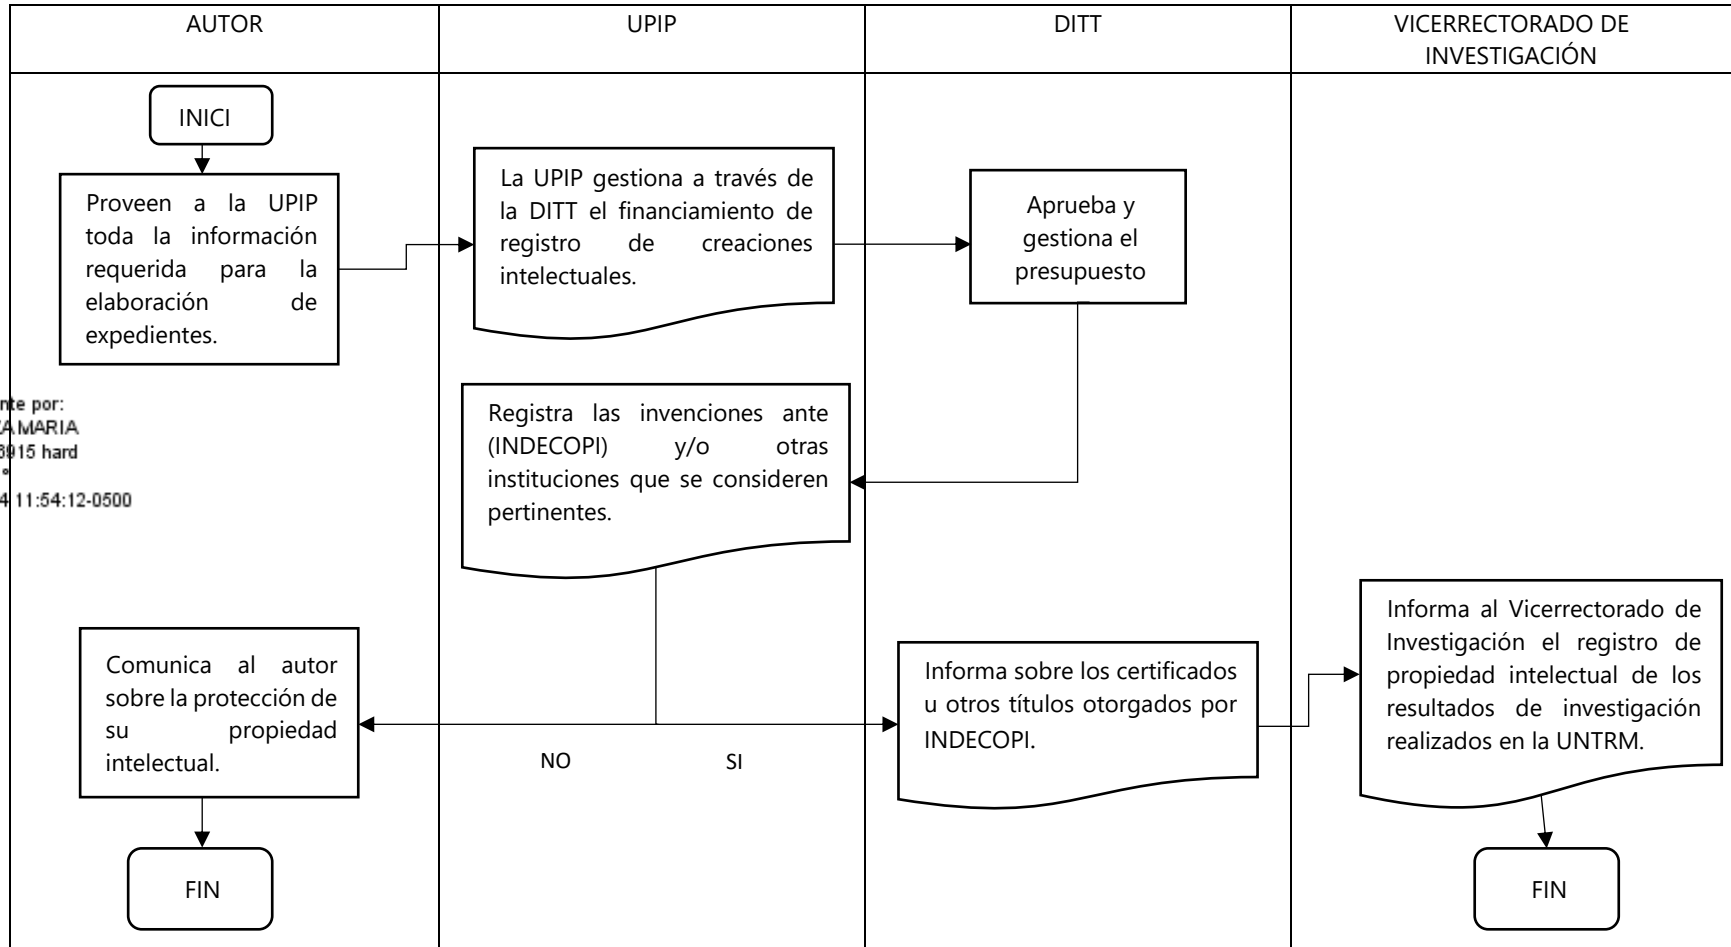 AUTOR
UPIP
DITT
VICERRECTORADO DE
INVESTIGACIÓN
INICI
Proveen a la UPIP
toda la información
requerida para la
elaboración de
expedientes.
La UPIP gestiona a través de
la DITT el financiamiento de
registro de creaciones
intelectuales.
Aprueba y
gestiona el
presupuesto
nte por:
ZA MARIA
6915 hard
°
4 11:54:12-0500
Registra las invenciones ante
(INDECOPI) y/o otras
instituciones que se consideren
pertinentes.
Comunica al autor
sobre la protección de
su propiedad
intelectual.
NO
SI
Informa sobre los certificados
u otros títulos otorgados por
INDECOPI.
Informa al Vicerrectorado de
Investigación el registro de
propiedad intelectual de los
resultados de investigación
realizados en la UNTRM.
FIN
FIN